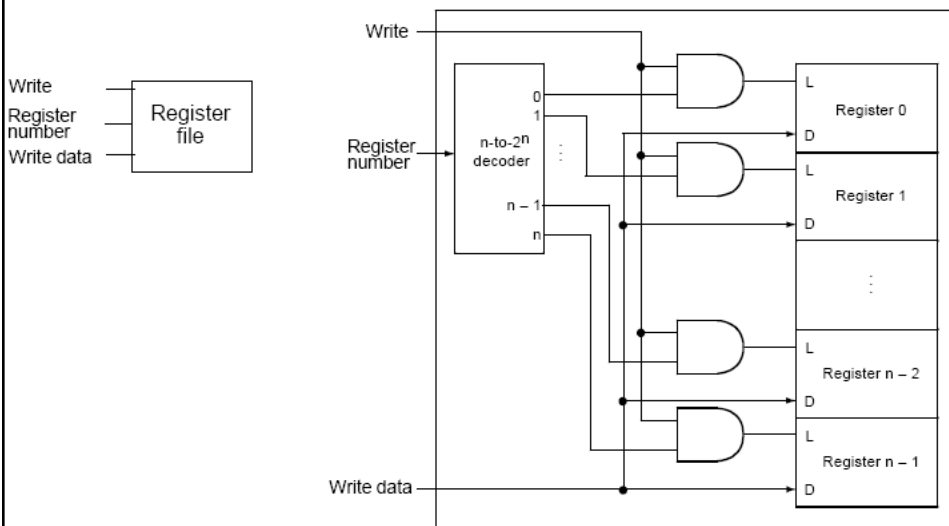 Write
Register
number
Write data
Register
file
Write
Register
number
Write data
n-to-2n
decoder
0
1
⋮
n – 1
n
L
Register 0
D
L
Register 1
D
⋮
L
Register n – 2
D
L
Register n – 1
D